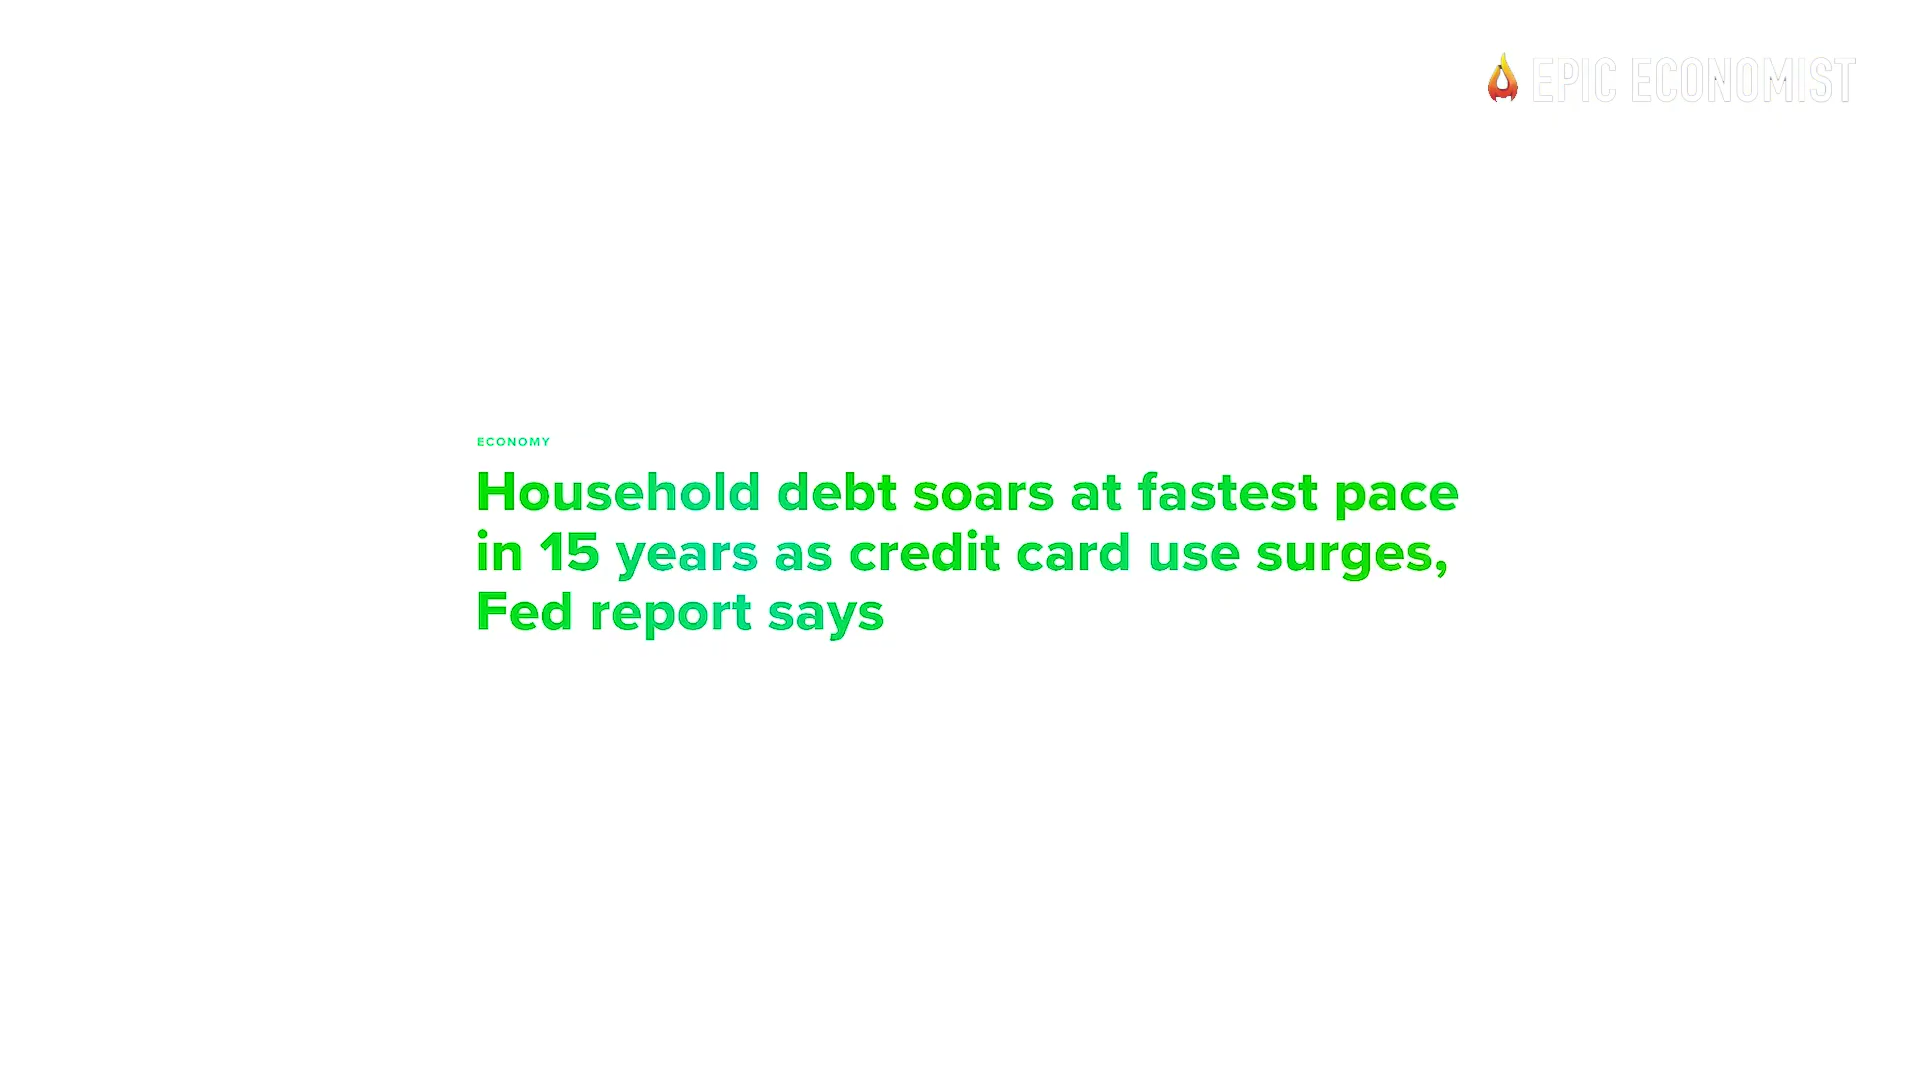 EPIC ECONOMIST
ECONOMY
Household debt soars at fastest pace
in 15 years as credit card use surges,
Fed report says